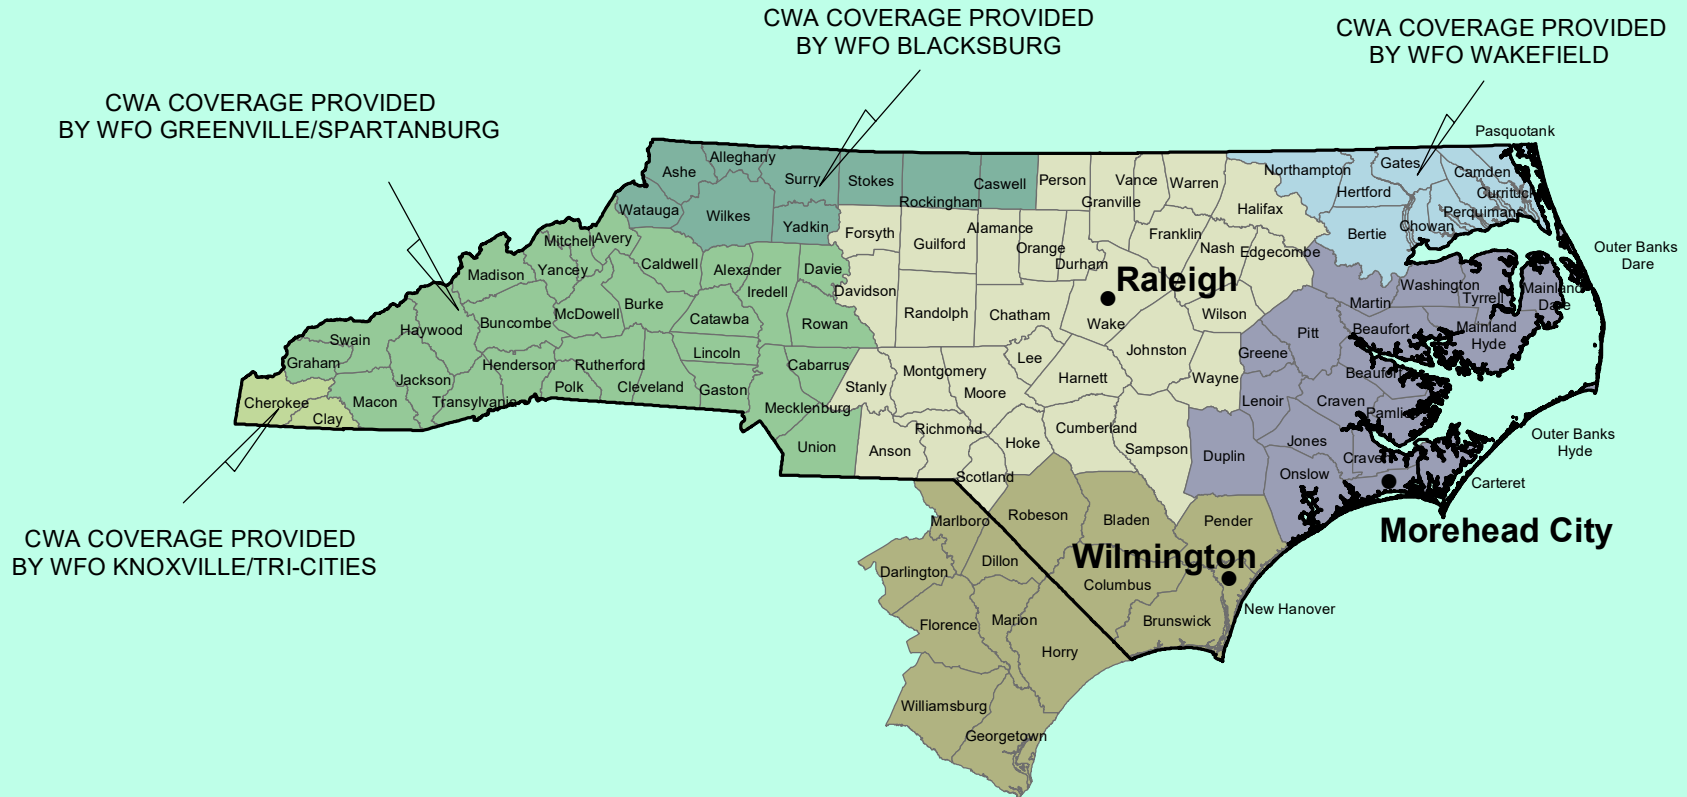 CWA COVERAGE PROVIDED
BY WFO BLACKSBURG
CWA COVERAGE PROVIDED
BY WFO WAKEFIELD
CWA COVERAGE PROVIDED
BY WFO GREENVILLE/SPARTANBURG
Pasquotank
Alleghany
Ashe
Surry
Stokes
Caswell
Person
Vance
Warren
Northampton
Gates
Camden
Hertford
Currituck
Rockingham
Granville
Watauga
Wilkes
Halifax
Perquimans
Yadkin
Forsyth
Alamance
Franklin
Bertie
Chowan
Mitchell
Avery
Guilford
Orange
Nash
Edgecombe
Outer Banks
Dare
Madison
Yancey
Caldwell
Alexander
Davie
Durham
Raleigh
Iredell
Davidson
Washington
Tyrrell
Mainland
Dare
Martin
Burke
McDowell
Catawba
Rowan
Randolph
Chatham
Wake
Wilson
Buncombe
Haywood
Swain
Pitt
Beaufort
Mainland
Hyde
Graham
Henderson
Rutherford
Lincoln
Cabarrus
Lee
Johnston
Greene
Jackson
Polk
Cleveland
Gaston
Stanly
Montgomery
Moore
Harnett
Wayne
Beaufort
Cherokee
Clay
Macon
Transylvania
Mecklenburg
Lenoir
Craven
Pamlico
Union
Anson
Richmond
Hoke
Cumberland
Sampson
Duplin
Jones
Craven
Outer Banks
Hyde
Scotland
Onslow
Carteret
CWA COVERAGE PROVIDED
BY WFO KNOXVILLE/TRI-CITIES
Marlboro
Robeson
Bladen
Pender
Morehead City
Wilmington
Dillon
Darlington
Columbus
New Hanover
Florence
Marion
Brunswick
Horry
Williamsburg
Georgetown